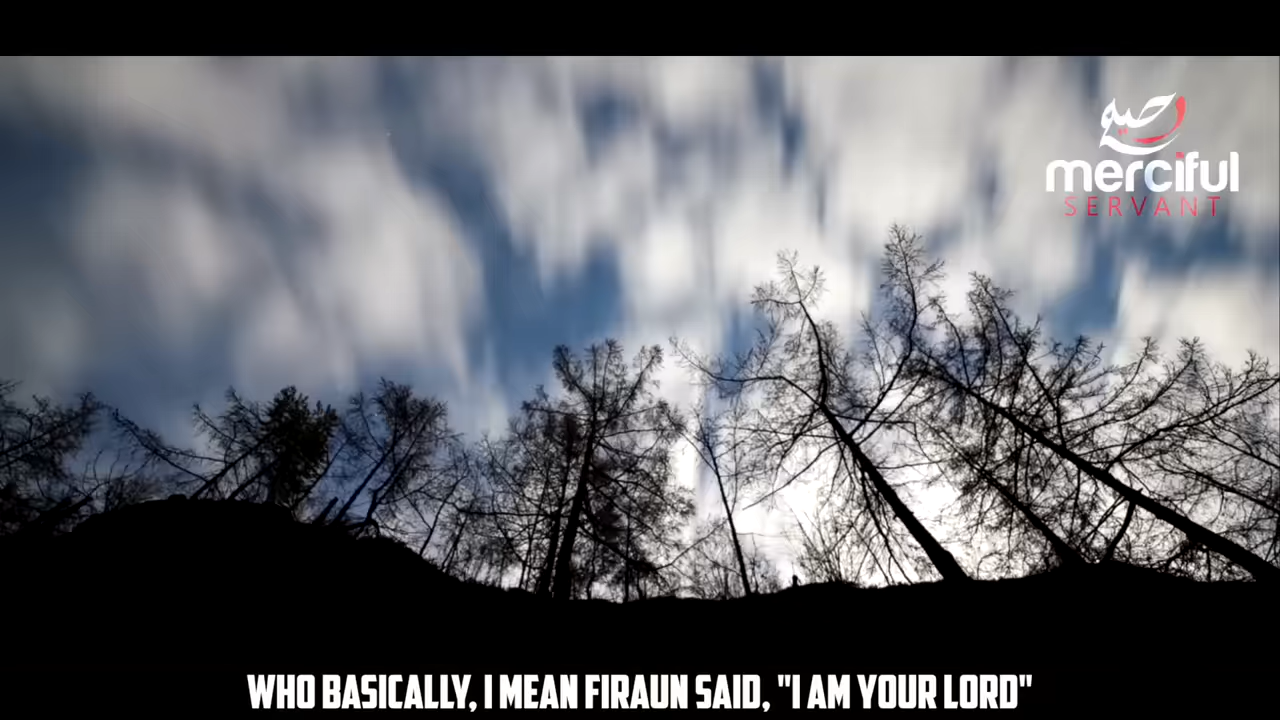 merciful
SERVANT
WHO BASICALLY, I MEAN FIRAUN SAID, "I AM YOUR LORD"